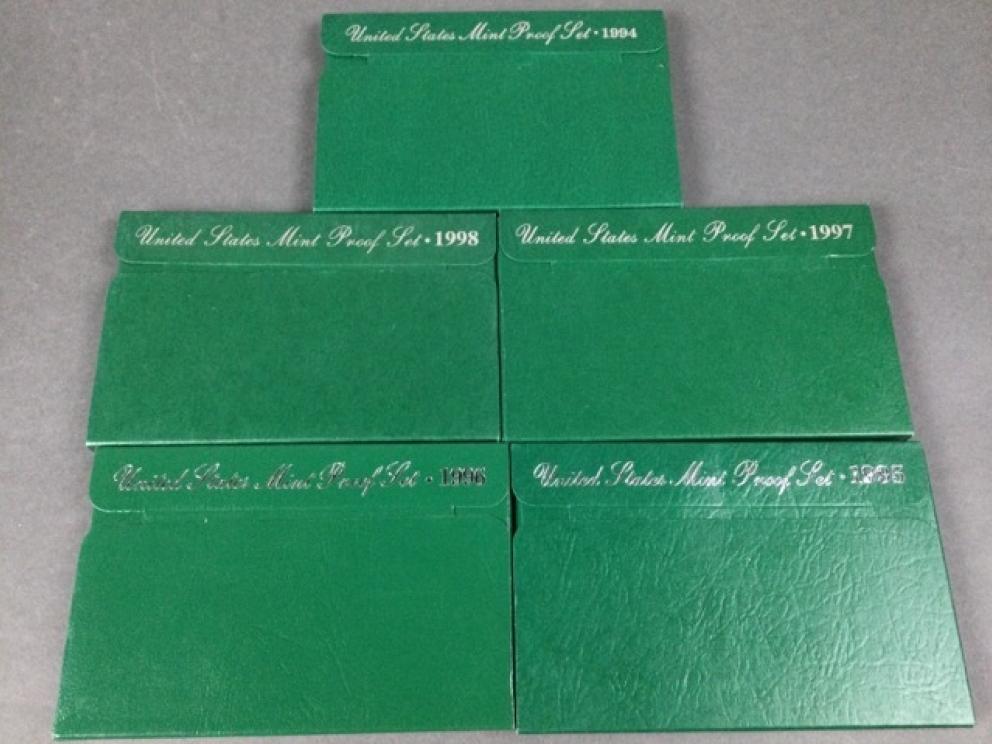 United States Mint Proof Set · 1994
United States Mint Proof Set · 1998
United States Mint Proof Set · 1997
United States Mint Proof Set · 1996
United States Mint Proof Set · 1995